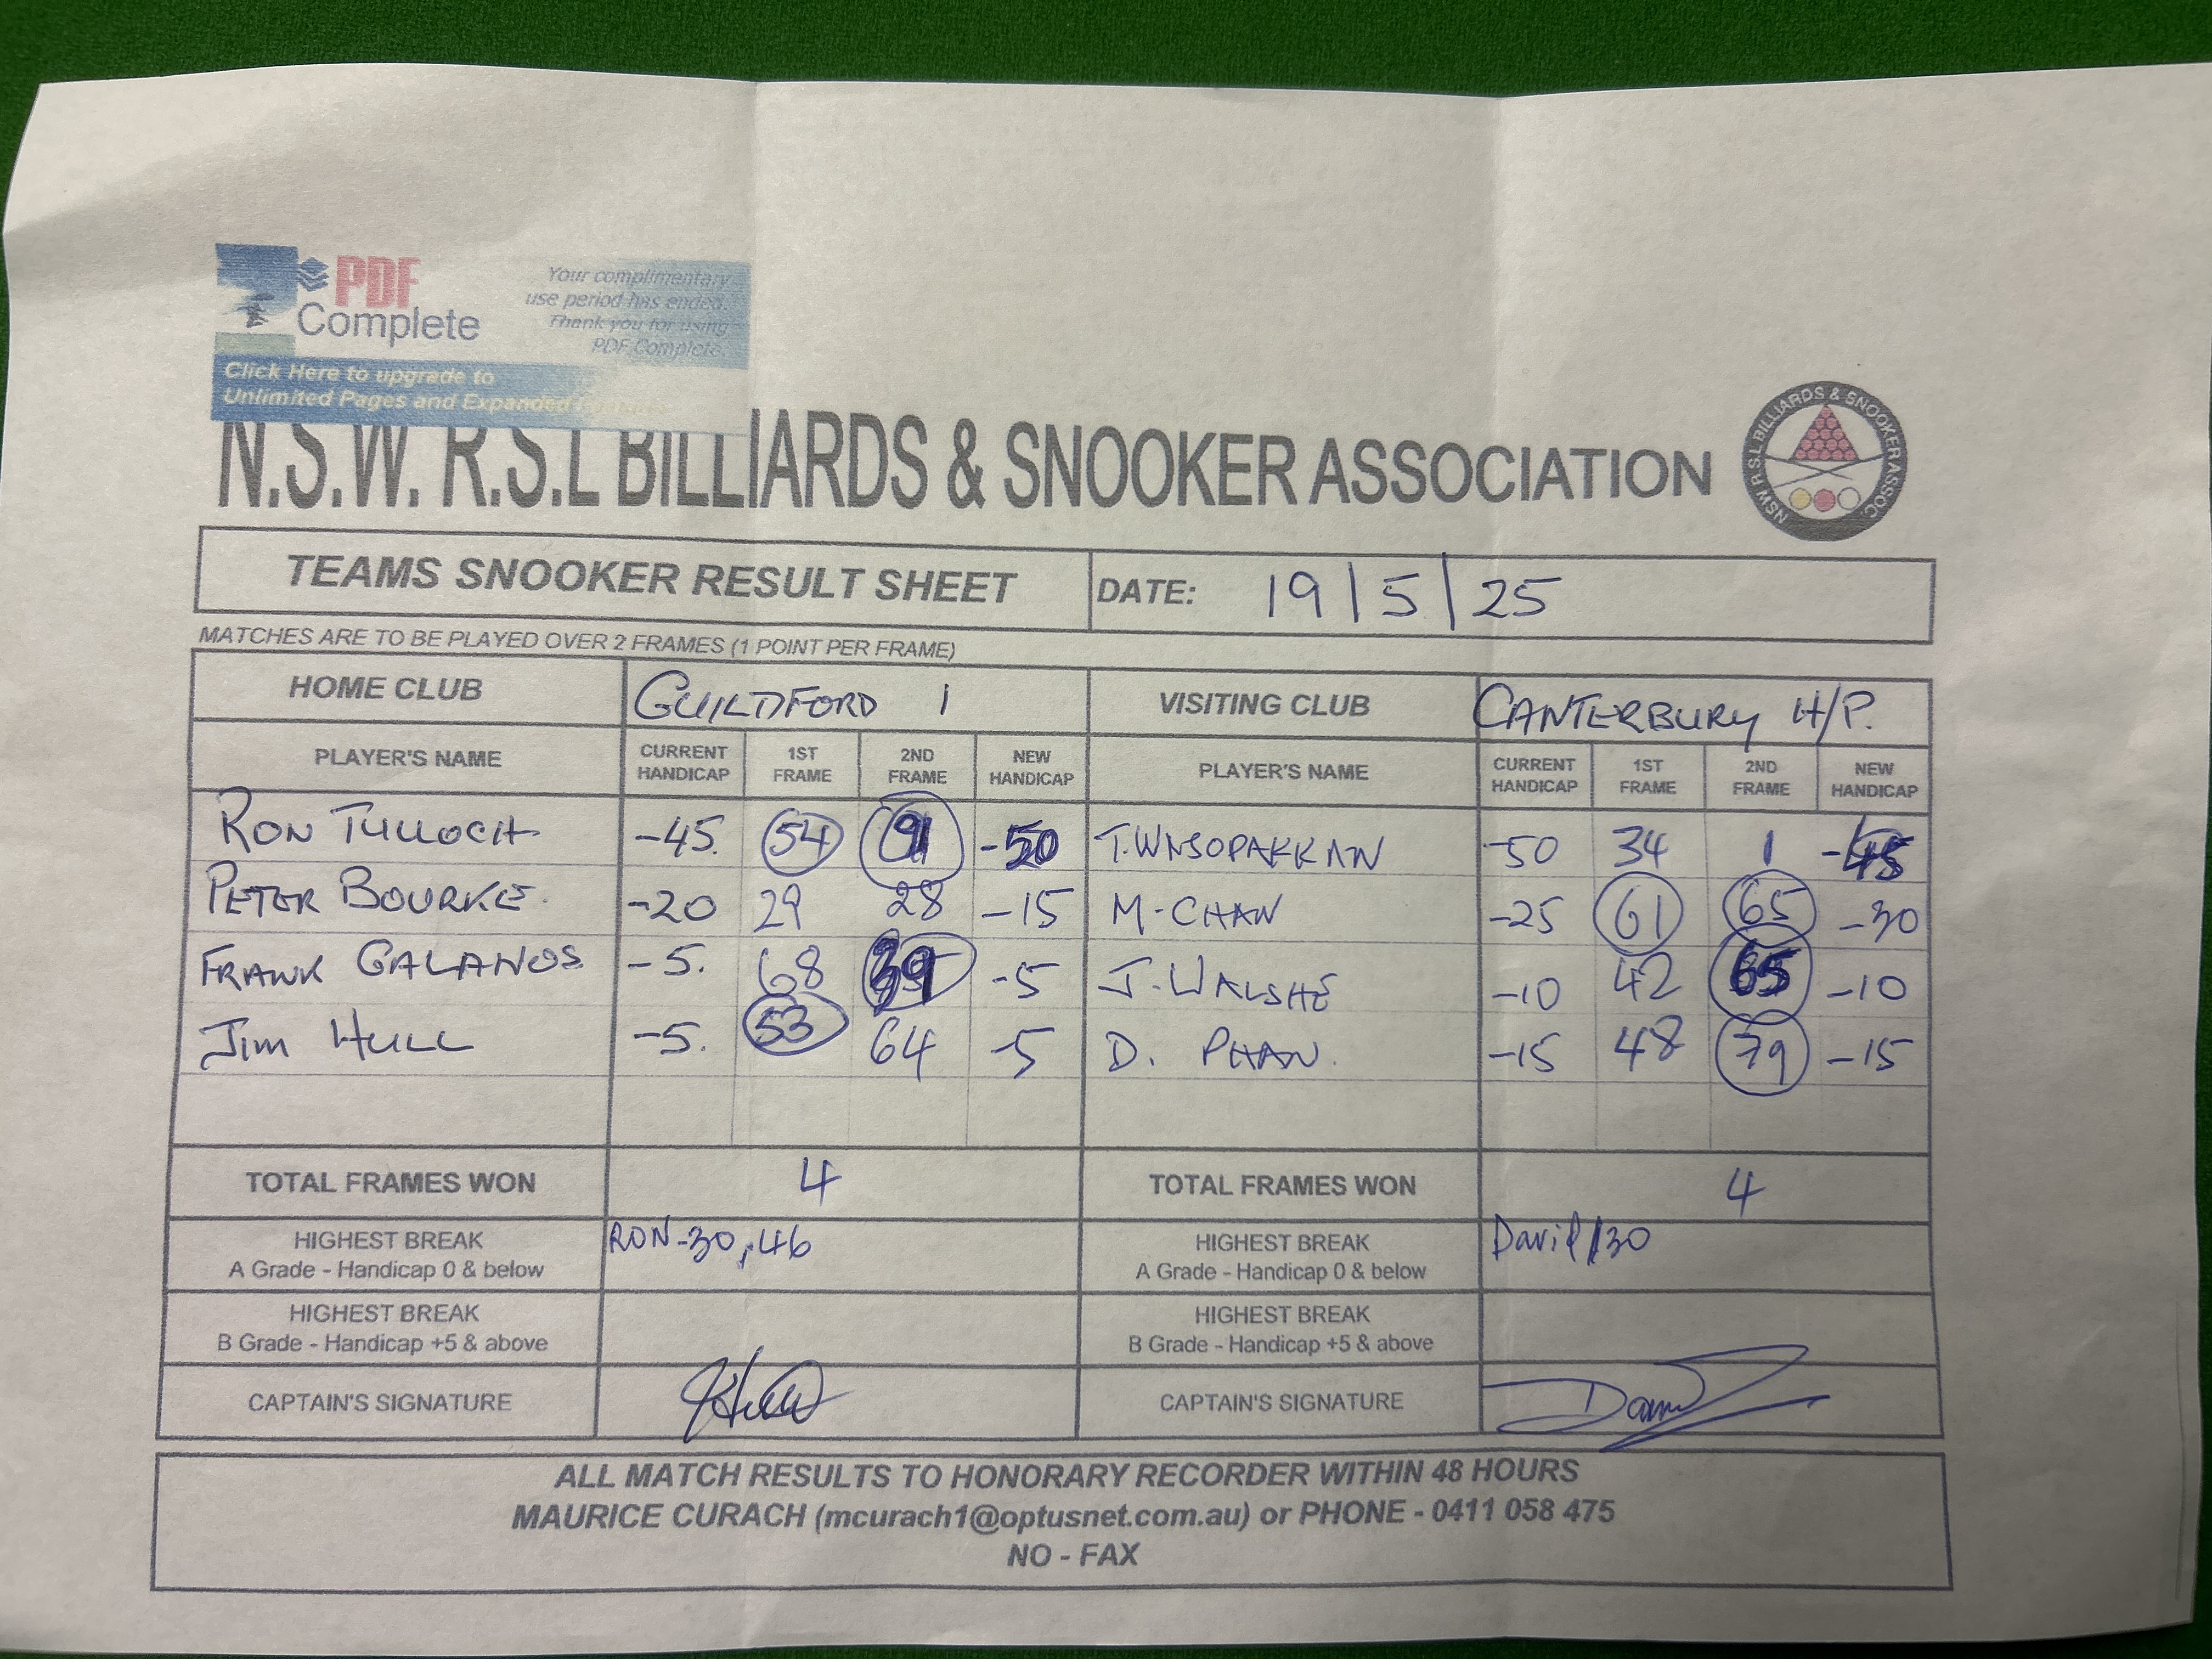 PDF
Complete
Your complimentary
use period has ended.
Thank you for using
PDF Complete.
Click Here to upgrade to
Unlimited Pages and Expanded Features
N.S.W. R.S.L BILLIARDS & SNOOKER ASSOCIATION
NSW R.S.L BILLIARDS & SNOOKER ASSOC.
TEAMS SNOOKER RESULT SHEET DATE: 19/5/25
MATCHES ARE TO BE PLAYED OVER 2 FRAMES (1 POINT PER FRAME)
HOME CLUB GUILDFORD 1 VISITING CLUB CANTERBURY H/P.
PLAYER'S NAME CURRENT HANDICAP 1ST FRAME 2ND FRAME NEW HANDICAP PLAYER'S NAME CURRENT HANDICAP 1ST FRAME 2ND FRAME NEW HANDICAP
RON TULLOCH -45. 54 91 -50 T.WASOPAKKAN -50 34 1 -45
PETER BOURKE. -20 29 28 -15 M-CHAN -25 61 65 -30
FRANK GALANOS -5. 68 39 -5 J.WALSHE -10 42 65 -10
Jim HULL -5. 53 64 -5 D. PHAN. -15 48 79 -15
TOTAL FRAMES WON 4 TOTAL FRAMES WON 4
HIGHEST BREAK RON-30,46 HIGHEST BREAK David/30
A Grade - Handicap 0 & below A Grade - Handicap 0 & below
HIGHEST BREAK HIGHEST BREAK
B Grade - Handicap +5 & above B Grade - Handicap +5 & above
CAPTAIN'S SIGNATURE CAPTAIN'S SIGNATURE
ALL MATCH RESULTS TO HONORARY RECORDER WITHIN 48 HOURS
MAURICE CURACH (mcurach1@optusnet.com.au) or PHONE - 0411 058 475
NO - FAX